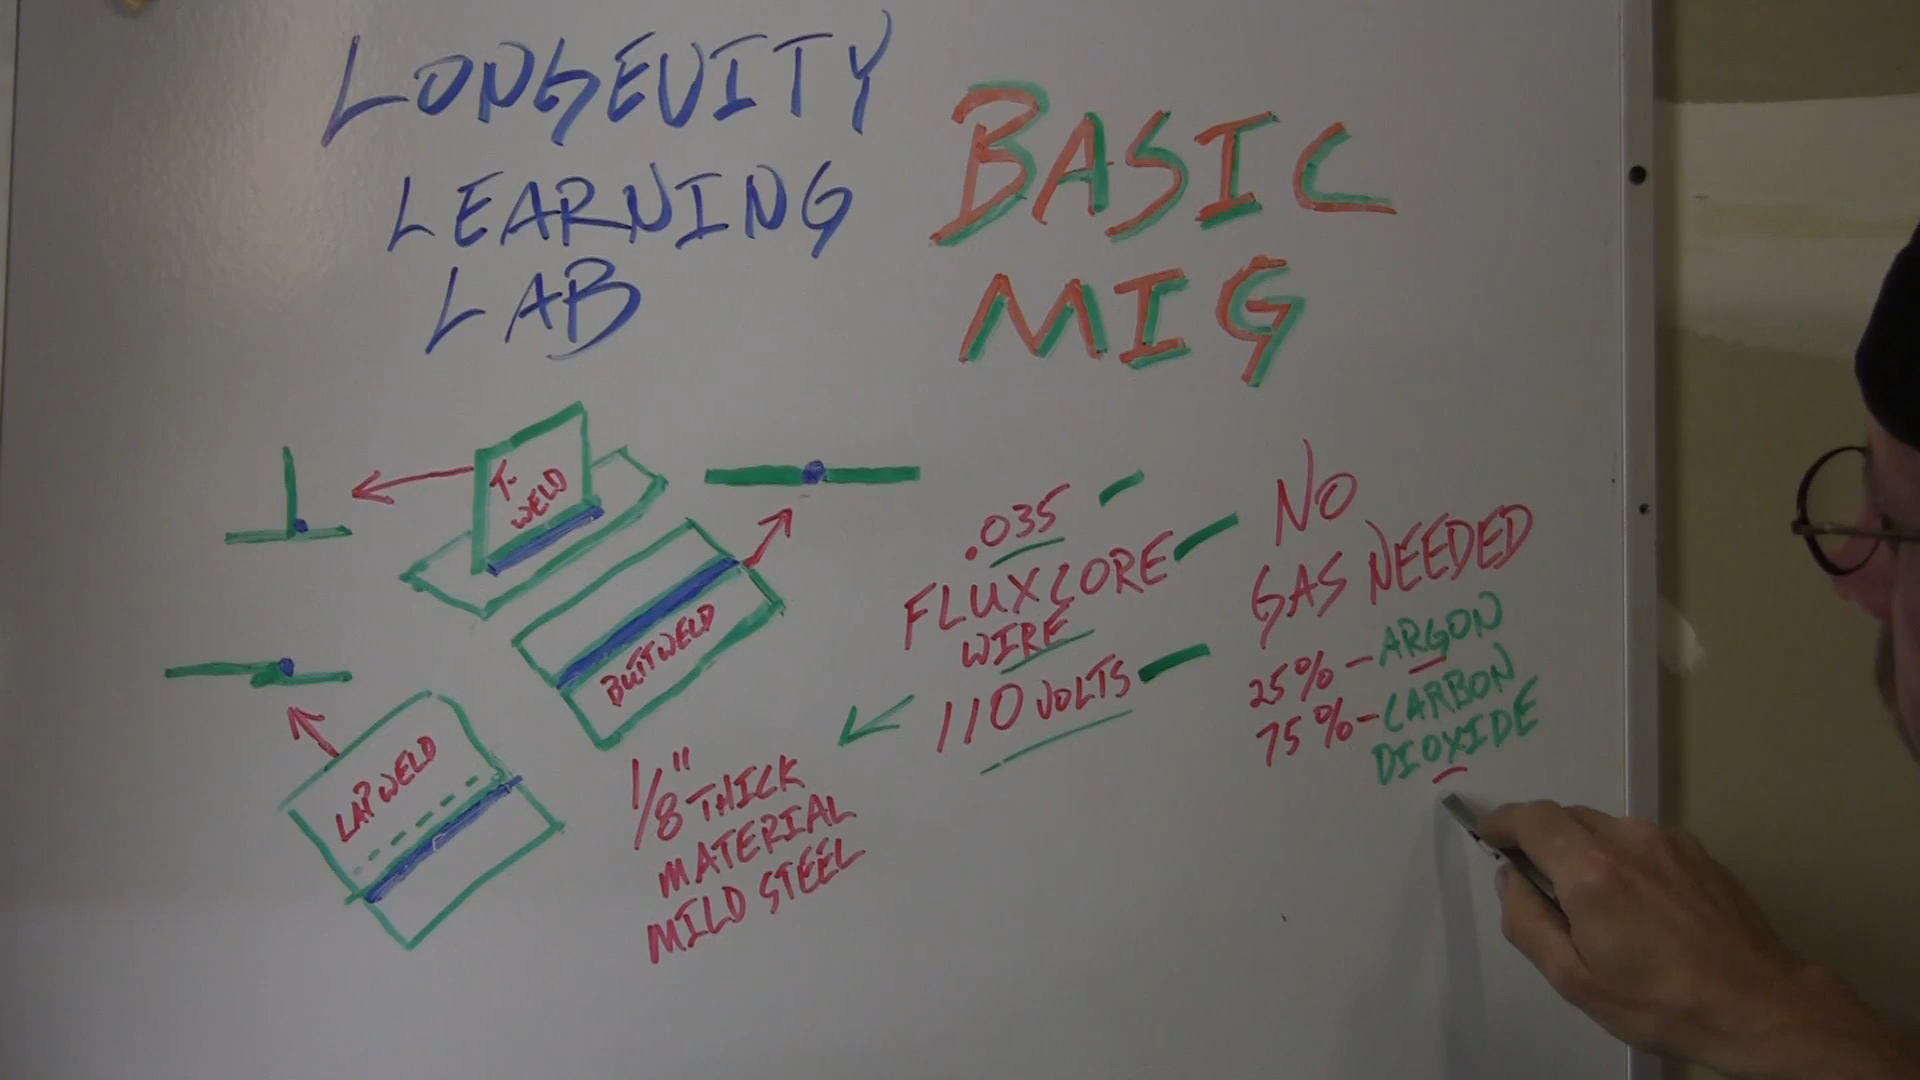 LONGEVITY
LEARNING
LAB
BASIC
MIG
T-
WELD
BUTTWELD
LAP WELD
1/8" THICK
MATERIAL
MILD STEEL
.035
FLUXCORE
WIRE
110 VOLTS
NO
GAS NEEDED
25% - ARGON
75% - CARBON
DIOXIDE